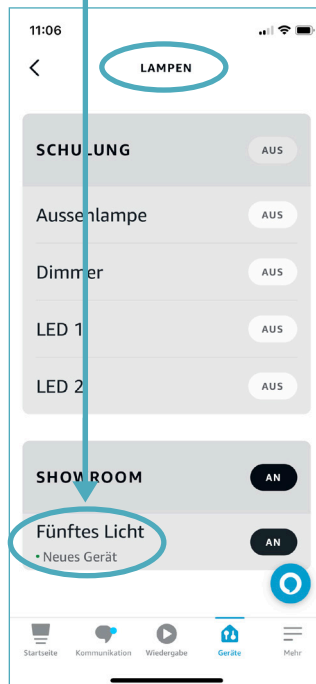 11:06
LAMPEN
SCHULUNG AUS
Aussenlampe AUS
Dimmer AUS
LED 1 AUS
LED 2 AUS
SHOWROOM AN
Fünftes Licht AN
• Neues Gerät
Startseite Kommunikation Wiedergabe Geräte Mehr